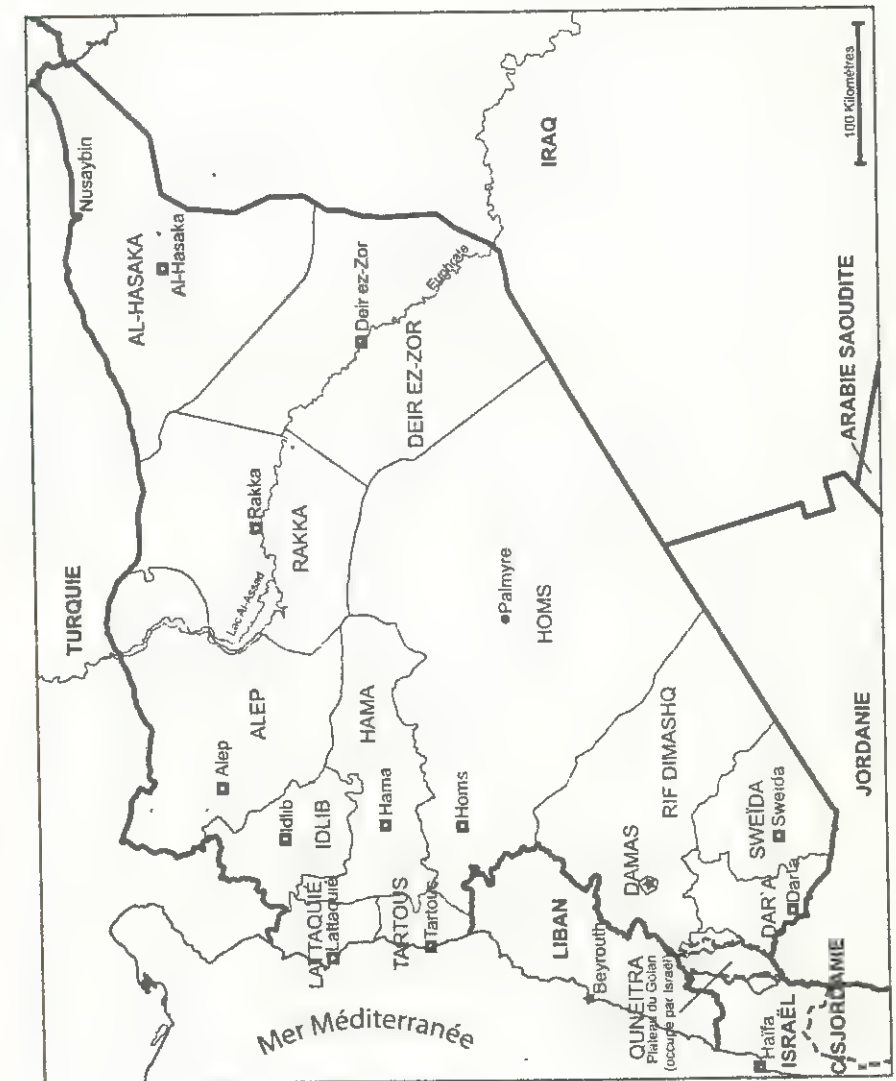 TURQUIE
Nusaybin
AL-HASAKA
Al-Hasaka
Lac Al-Assad
Rakka
RAKKA
Alep
ALEP
Idlib
IDLIB
LATTAQUIÉ
Lattaquié
HAMA
Hama
Deir ez-Zor
Euphrate
DEIR EZ-ZOR
TARTOUS
Tartous
Homs
Palmyre
HOMS
IRAQ
Mer Méditerranée
LIBAN
Beyrouth
DAMAS
RIF DIMASHQ
QUNEITRA
Plateau du Golan
(occupé par Israël)
SWEÏDA
Sweida
DAR'A
Dar'a
Haïfa
ISRAËL
CISJORDANIE
JORDANIE
ARABIE SAOUDITE
100 Kilomètres